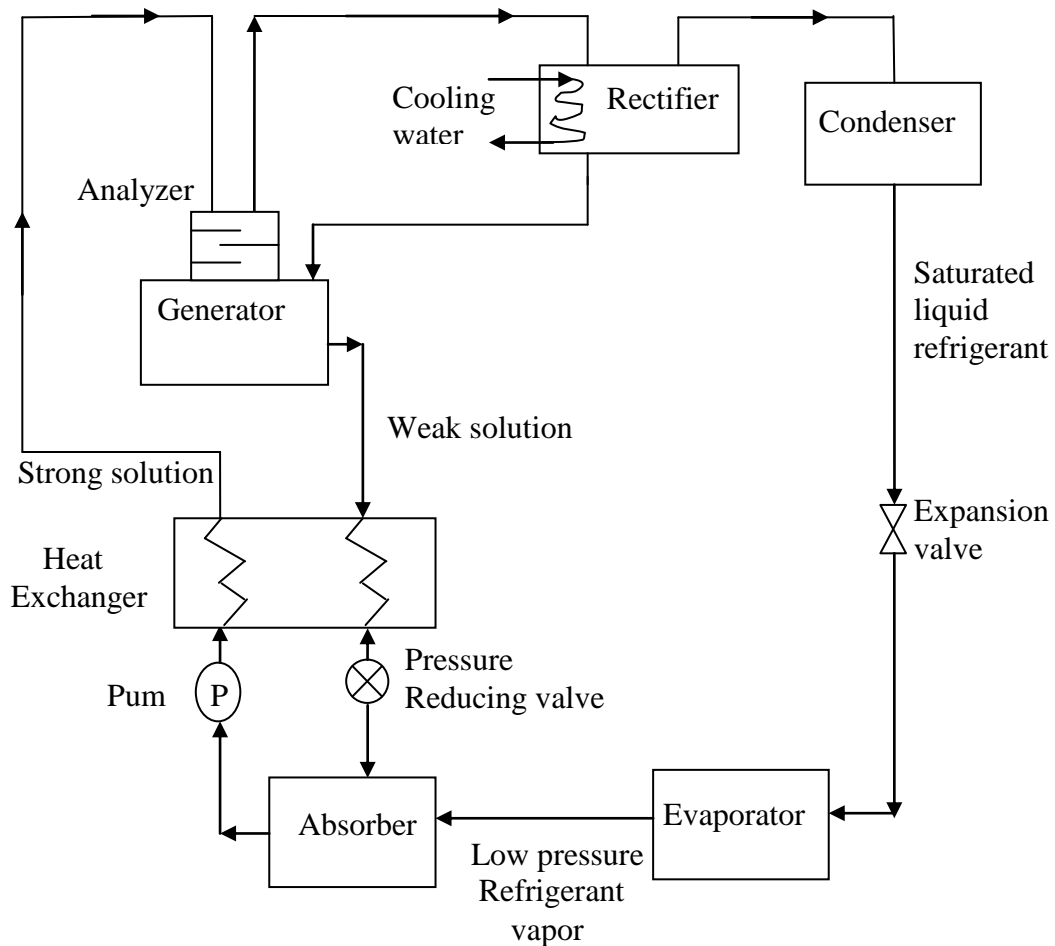 Cooling
water
Rectifier
Condenser
Analyzer
Generator
Saturated
liquid
refrigerant
Weak solution
Strong solution
Expansion
valve
Heat
Exchanger
Pressure
Reducing valve
Pum
P
Absorber
Evaporator
Low pressure
Refrigerant
vapor